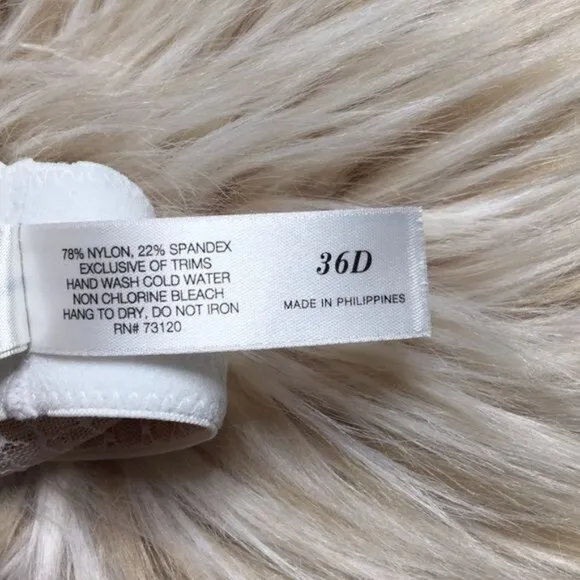 78% NYLON, 22% SPANDEX
EXCLUSIVE OF TRIMS
HAND WASH COLD WATER
NON CHLORINE BLEACH
HANG TO DRY, DO NOT IRON
RN# 73120
36D
MADE IN PHILIPPINES